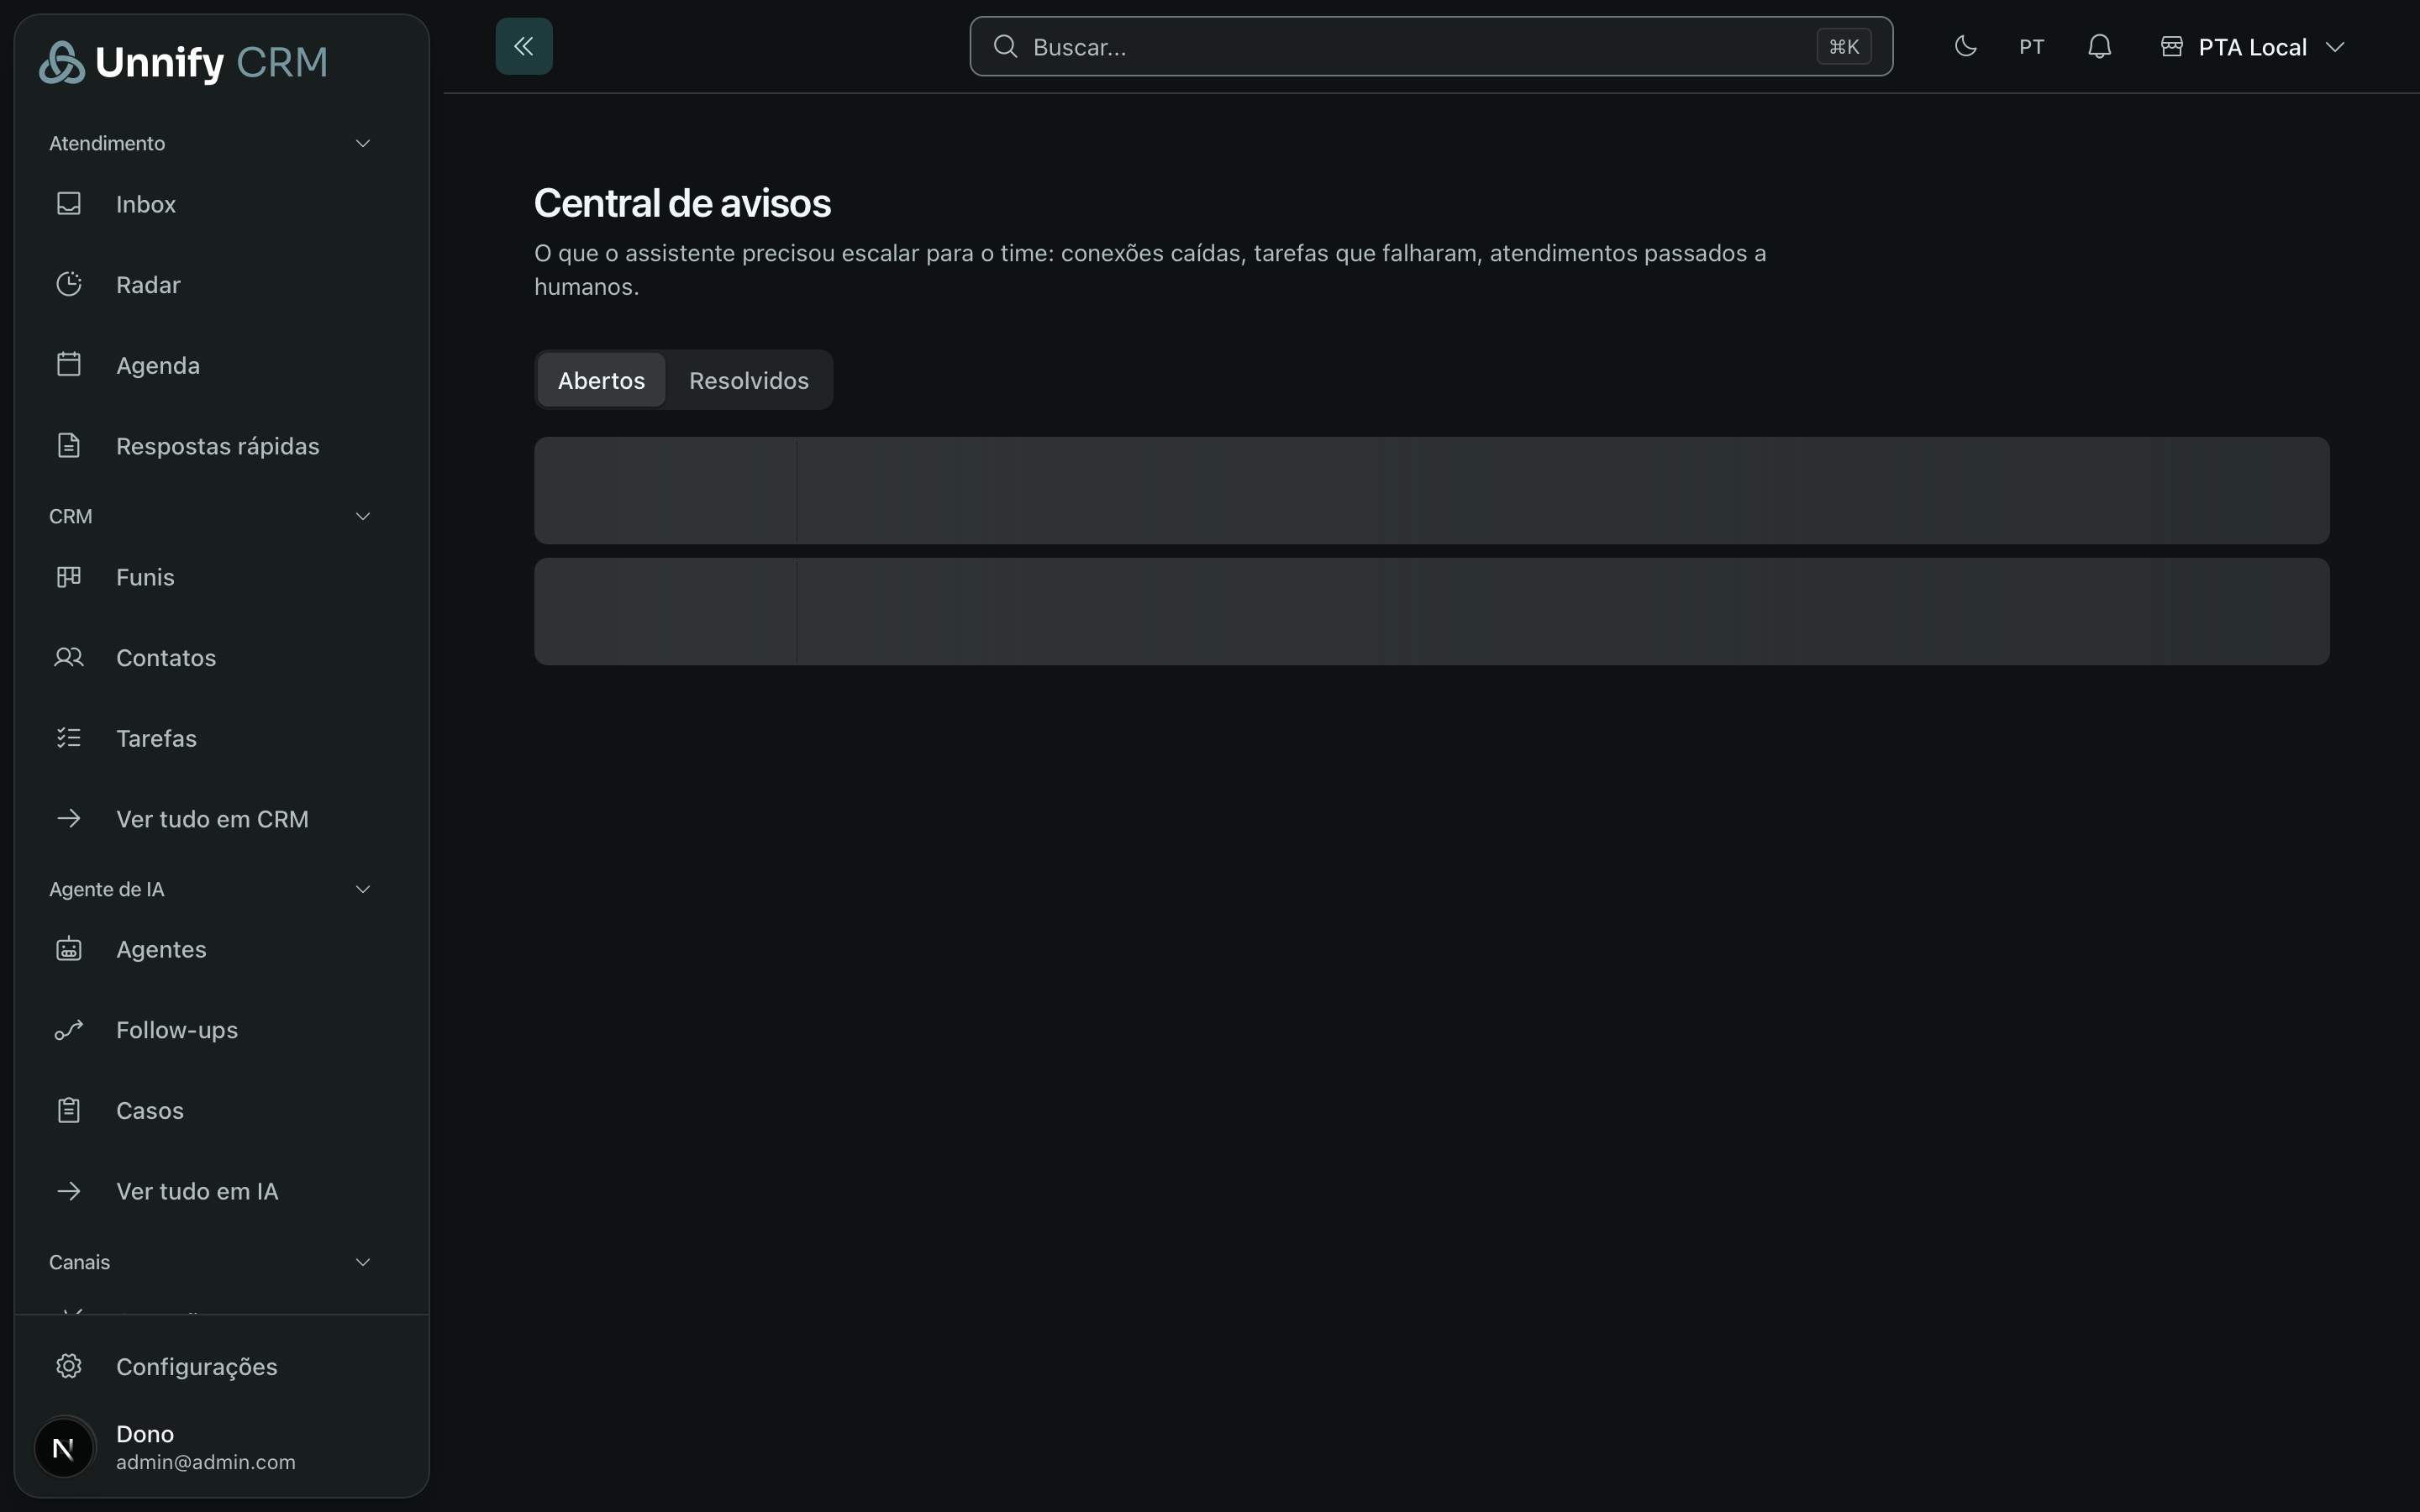 Unnify CRM
Buscar...
⌘K
PT
PTA Local
Atendimento
Inbox
Radar
Agenda
Respostas rápidas
CRM
Funis
Contatos
Tarefas
Ver tudo em CRM
Agente de IA
Agentes
Follow-ups
Casos
Ver tudo em IA
Canais
Configurações
N
Dono
admin@admin.com
Central de avisos
O que o assistente precisou escalar para o time: conexões caídas, tarefas que falharam, atendimentos passados a
humanos.
Abertos
Resolvidos